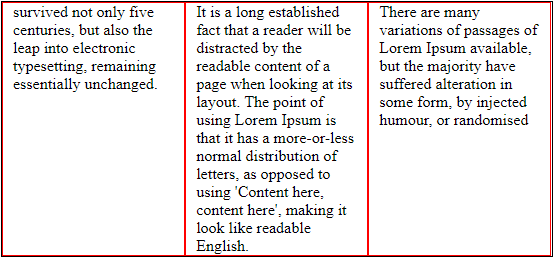 survived not only five
centuries, but also the
leap into electronic
typesetting, remaining
essentially unchanged.
It is a long established
fact that a reader will be
distracted by the
readable content of a
page when looking at its
layout. The point of
using Lorem Ipsum is
that it has a more-or-less
normal distribution of
letters, as opposed to
using 'Content here,
content here', making it
look like readable
English.
There are many
variations of passages of
Lorem Ipsum available,
but the majority have
suffered alteration in
some form, by injected
humour, or randomised